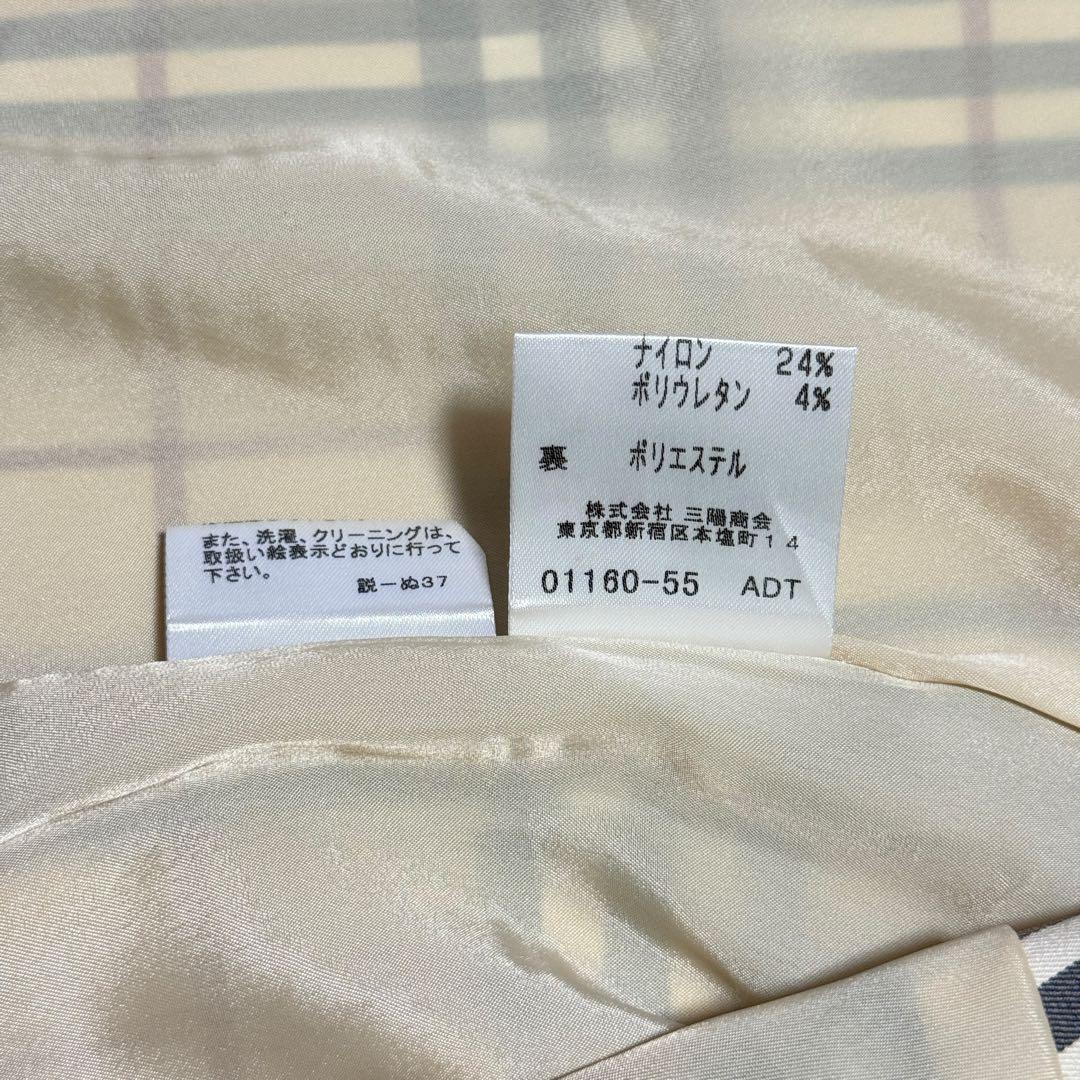 ナイロン 24%
ポリウレタン 4%
裏 ポリエステル
株式会社 三陽商会
東京都新宿区本塩町14
01160-55 ADT
また、洗濯、クリーニングは、
取扱い絵表示どおりに行って
下さい。
説ーぬ37